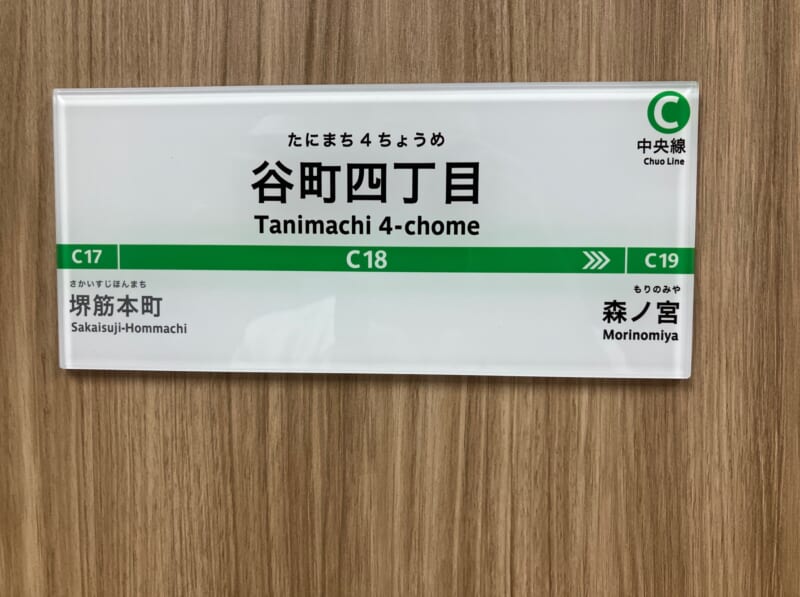 C
中央線
Chuo Line
たにまち4ちょうめ
谷町四丁目
Tanimachi 4-chome
C17
C18
C19
さかいすじほんまち
堺筋本町
Sakaisuji-Hommachi
もりのみや
森ノ宮
Morinomiya